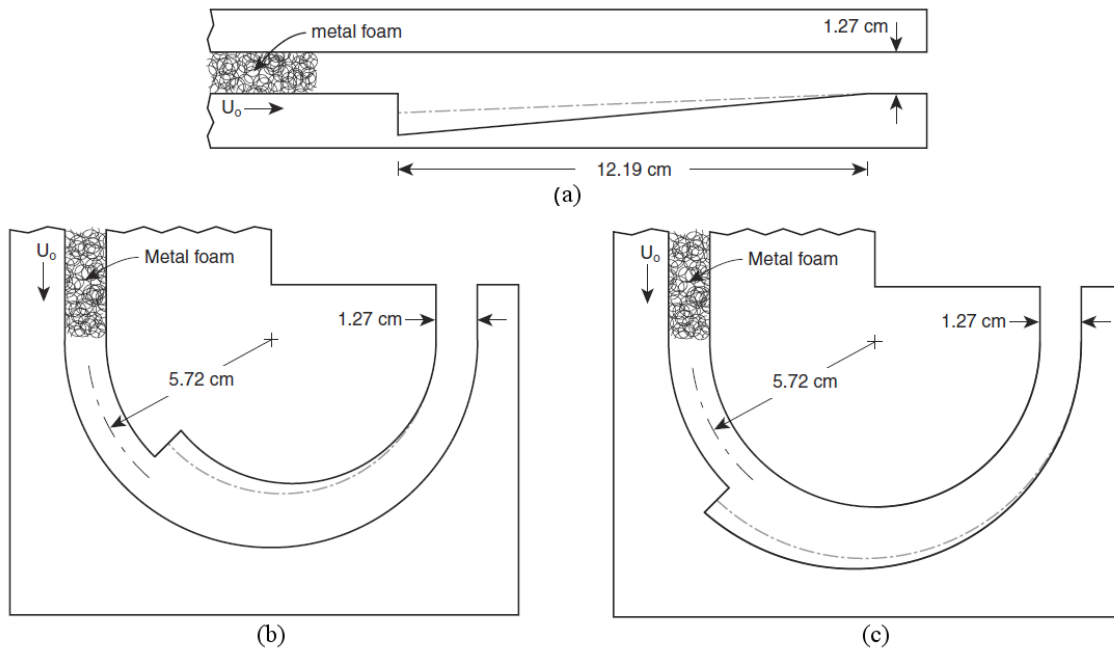 metal foam
1.27 cm
Uₒ
12.19 cm
(a)
Uₒ
Metal foam
1.27 cm
5.72 cm
(b)
Uₒ
Metal foam
1.27 cm
5.72 cm
(c)